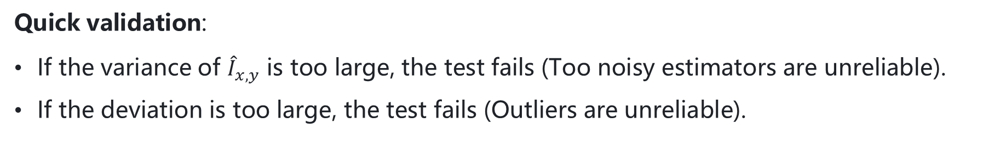 Quick validation:
• If the variance of Î_{x,y} is too large, the test fails (Too noisy estimators are unreliable).
• If the deviation is too large, the test fails (Outliers are unreliable).